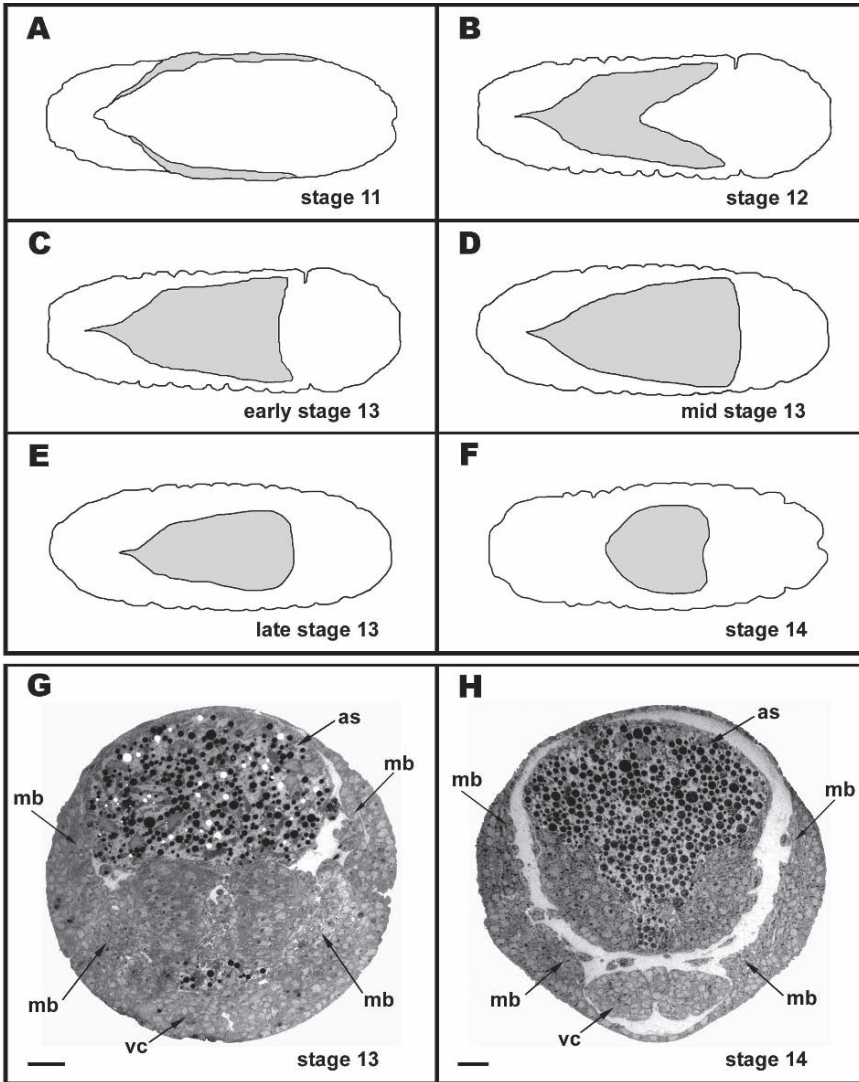 A
stage 11
B
stage 12
C
early stage 13
D
mid stage 13
E
late stage 13
F
stage 14
G
as
mb
mb
mb
mb
vc
stage 13
H
as
mb
mb
mb
mb
vc
stage 14